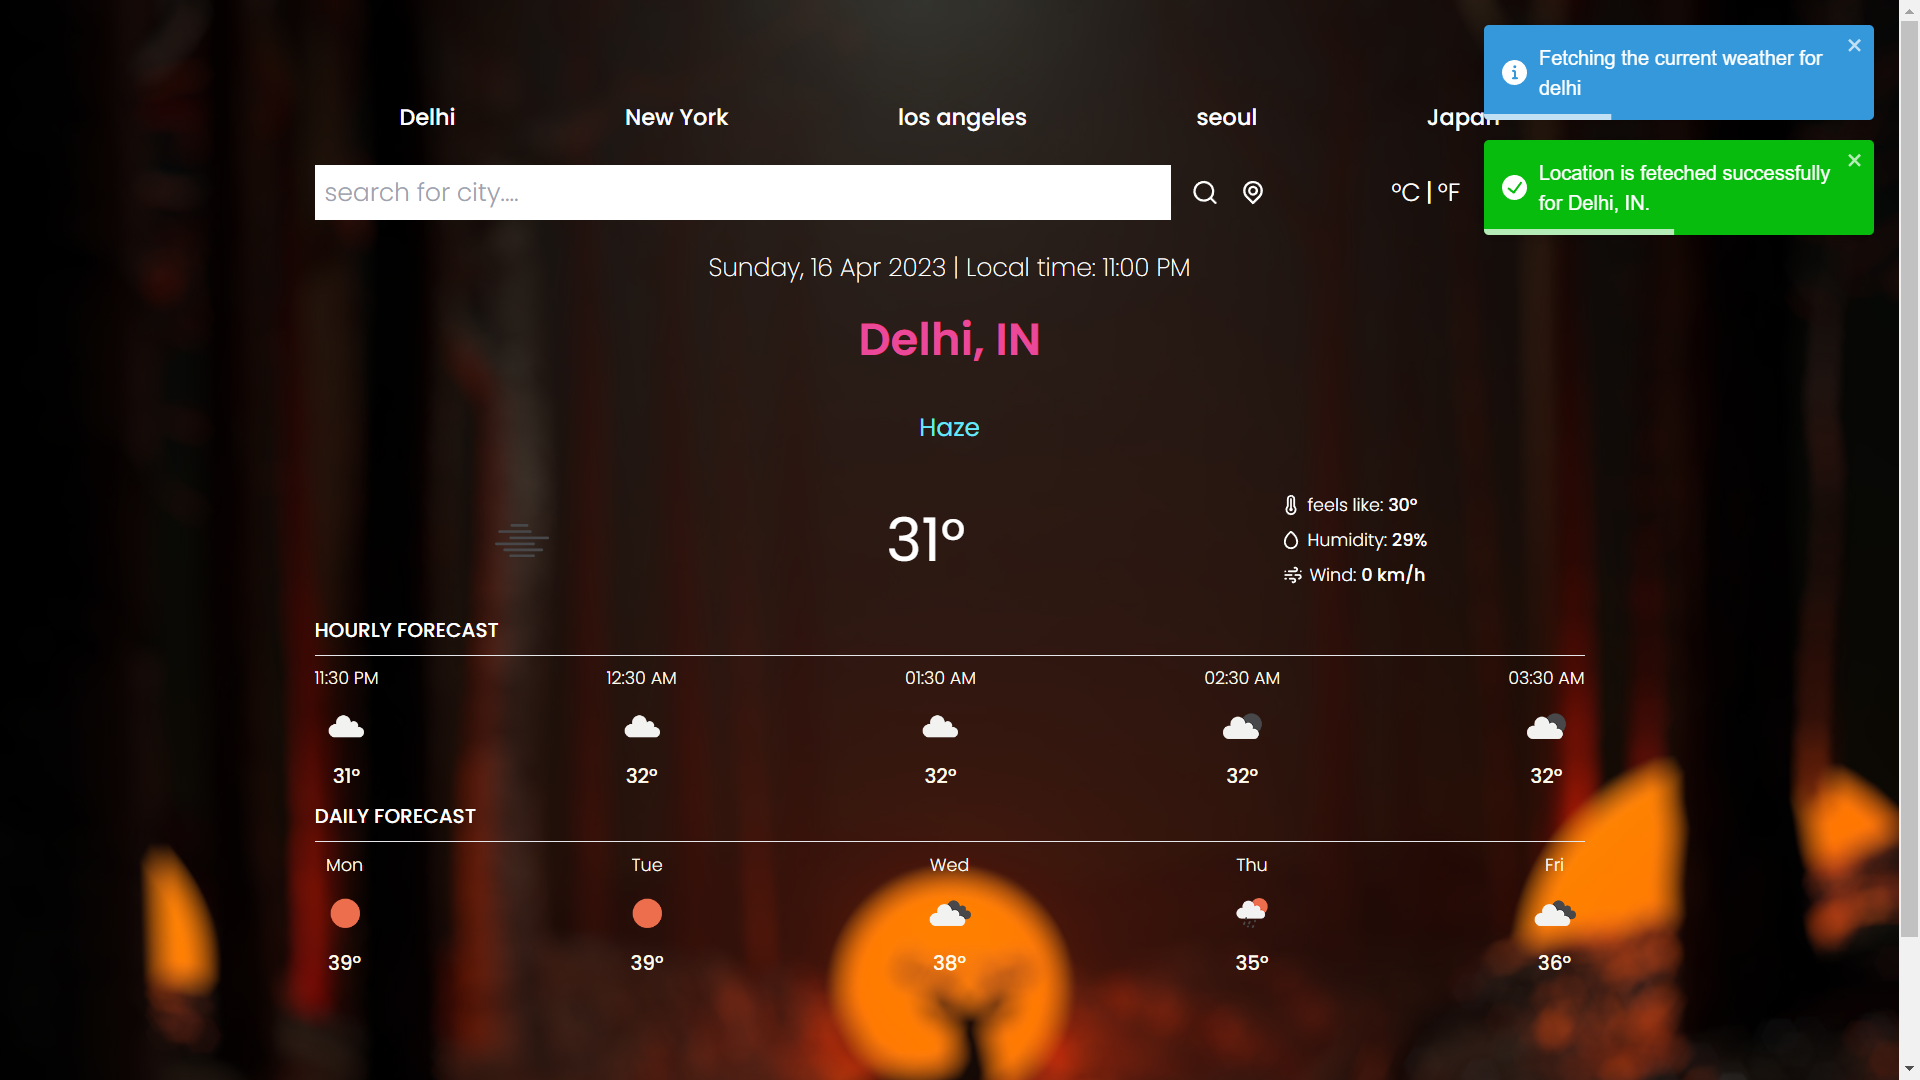 Fetching the current weather for
delhi
Delhi
New York
los angeles
seoul
Japan
Location is feteched successfully
for Delhi, IN.
search for city....
°C | °F
Sunday, 16 Apr 2023 | Local time: 11:00 PM
Delhi, IN
Haze
31°
feels like: 30°
Humidity: 29%
Wind: 0 km/h
HOURLY FORECAST
11:30 PM
12:30 AM
01:30 AM
02:30 AM
03:30 AM
31°
32°
32°
32°
32°
DAILY FORECAST
Mon
Tue
Wed
Thu
Fri
39°
39°
38°
35°
36°